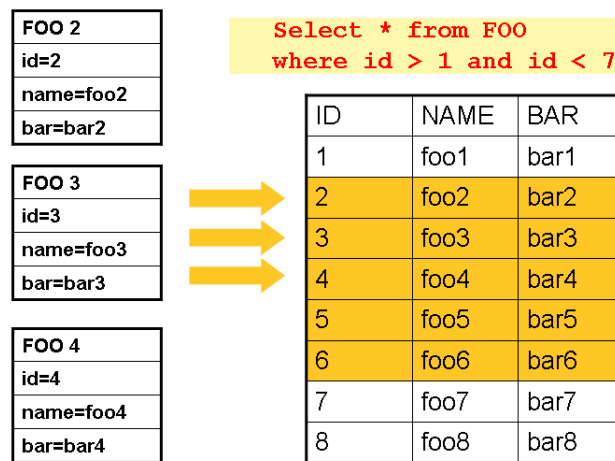 FOO 2
id=2
name=foo2
bar=bar2
FOO 3
id=3
name=foo3
bar=bar3
FOO 4
id=4
name=foo4
bar=bar4
Select * from FOO
where id > 1 and id < 7
ID NAME BAR
1 foo1 bar1
2 foo2 bar2
3 foo3 bar3
4 foo4 bar4
5 foo5 bar5
6 foo6 bar6
7 foo7 bar7
8 foo8 bar8